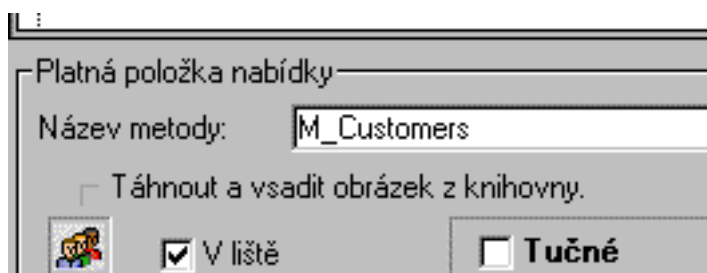 Platná položka nabídky
Název metody: M_Customers
Táhnout a vsadit obrázek z knihovny.
V liště Tučné